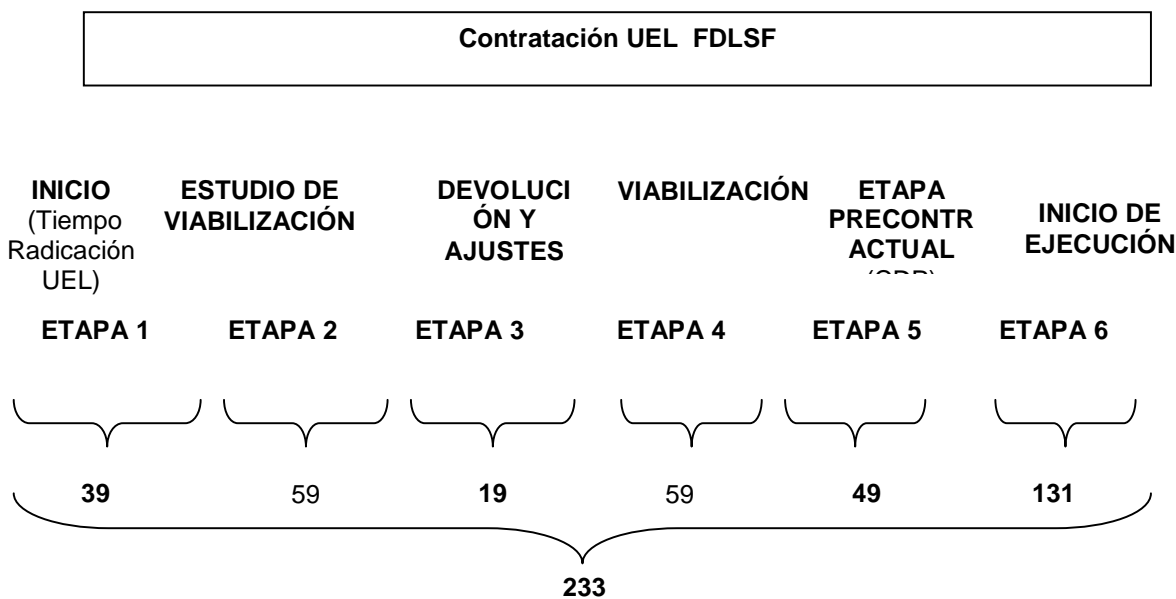 Contratación UEL  FDLSF
INICIO
(Tiempo
Radicación
UEL)
ESTUDIO DE
VIABILIZACIÓN
DEVOLUCI
ÓN Y
AJUSTES
VIABILIZACIÓN
ETAPA
PRECONTR
ACTUAL
INICIO DE
EJECUCIÓN
ETAPA 1
ETAPA 2
ETAPA 3
ETAPA 4
ETAPA 5
ETAPA 6
39
59
19
59
49
131
233